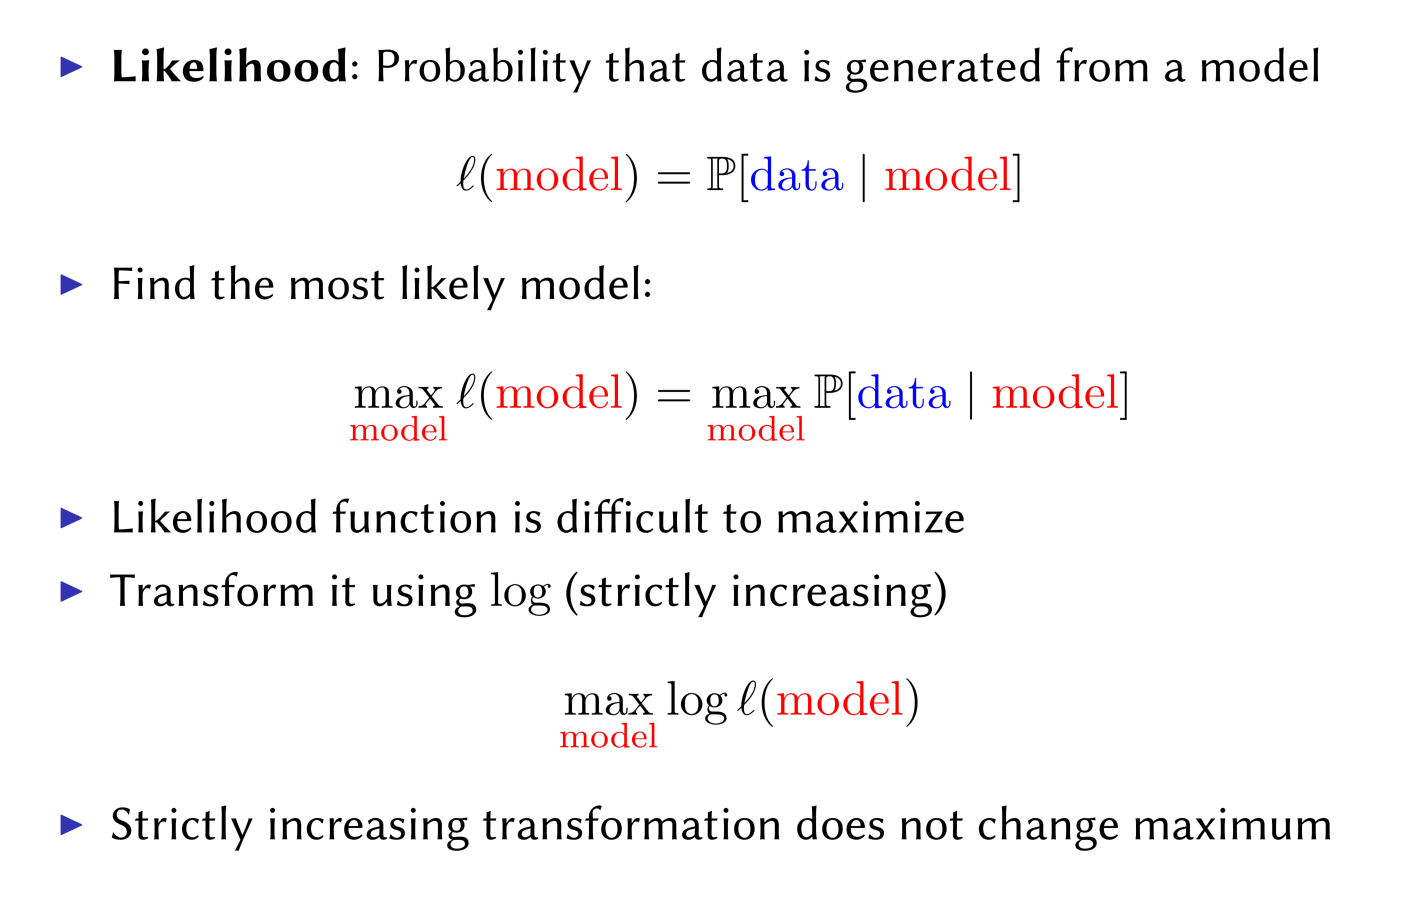 ▶ Likelihood: Probability that data is generated from a model
ℓ(model) = ℙ[data | model]
▶ Find the most likely model:
max ℓ(model) = max ℙ[data | model]
model model
▶ Likelihood function is difficult to maximize
▶ Transform it using log (strictly increasing)
max log ℓ(model)
model
▶ Strictly increasing transformation does not change maximum